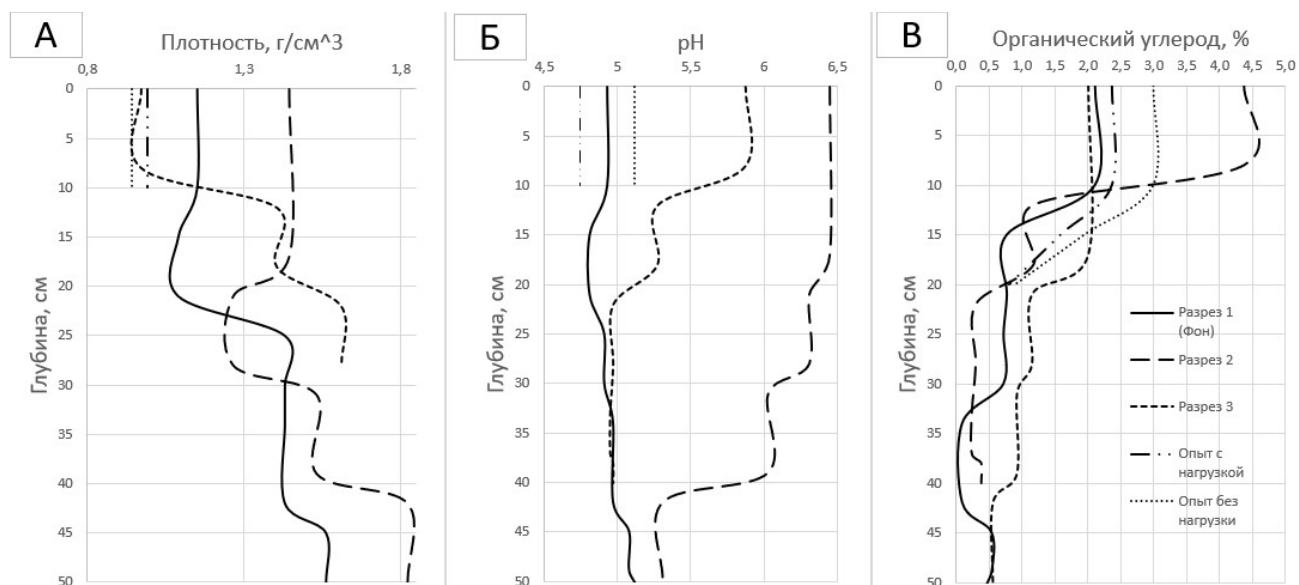 А
Плотность, г/см^3
0,8
1,3
1,8
Глубина, см
0
5
10
15
20
25
30
35
40
45
50
Б
pH
4,5
5
5,5
6
6,5
Глубина, см
0
5
10
15
20
25
30
35
40
45
50
В
Органический углерод, %
0,0 0,5 1,0 1,5 2,0 2,5 3,0 3,5 4,0 4,5 5,0
Глубина, см
0
5
10
15
20
25
30
35
40
45
50
Разрез 1
(Фон)
Разрез 2
Разрез 3
Опыт с
нагрузкой
Опыт без
нагрузки